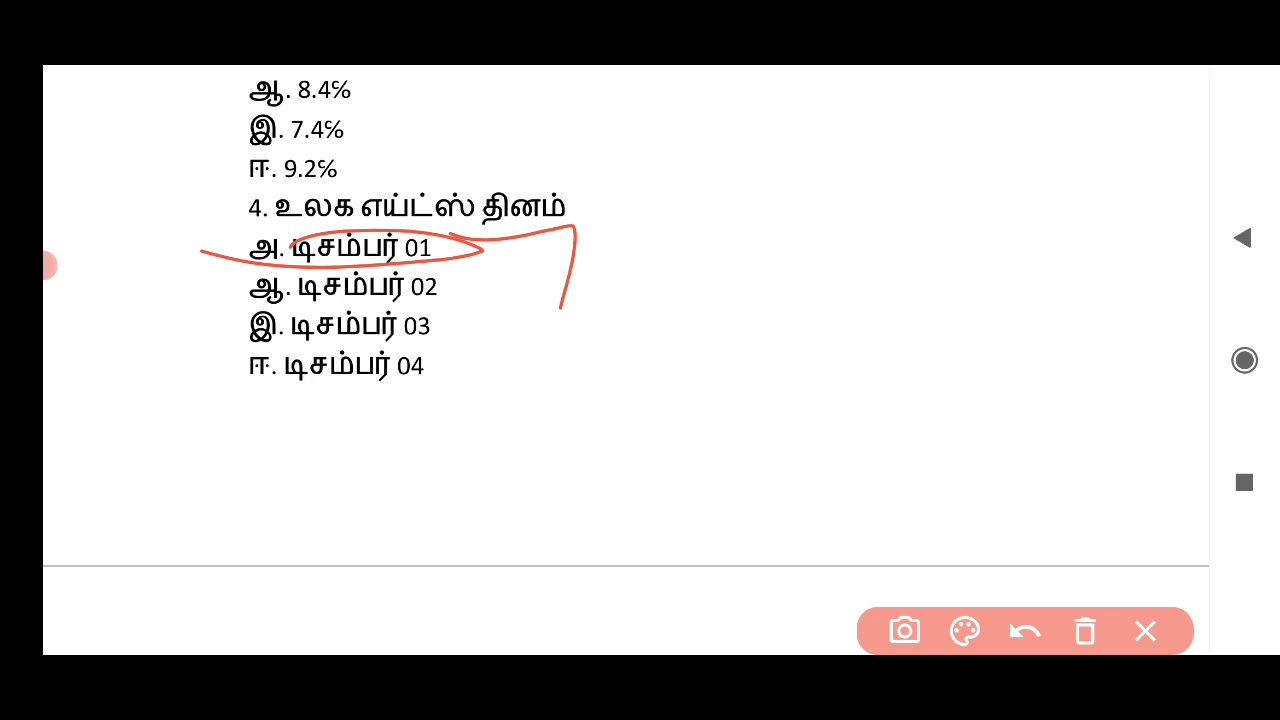 ஆ. 8.4%
இ. 7.4%
ஈ. 9.2%
4. உலக எய்ட்ஸ் தினம்
அ. டிசம்பர் 01
ஆ. டிசம்பர் 02
இ. டிசம்பர் 03
ஈ. டிசம்பர் 04